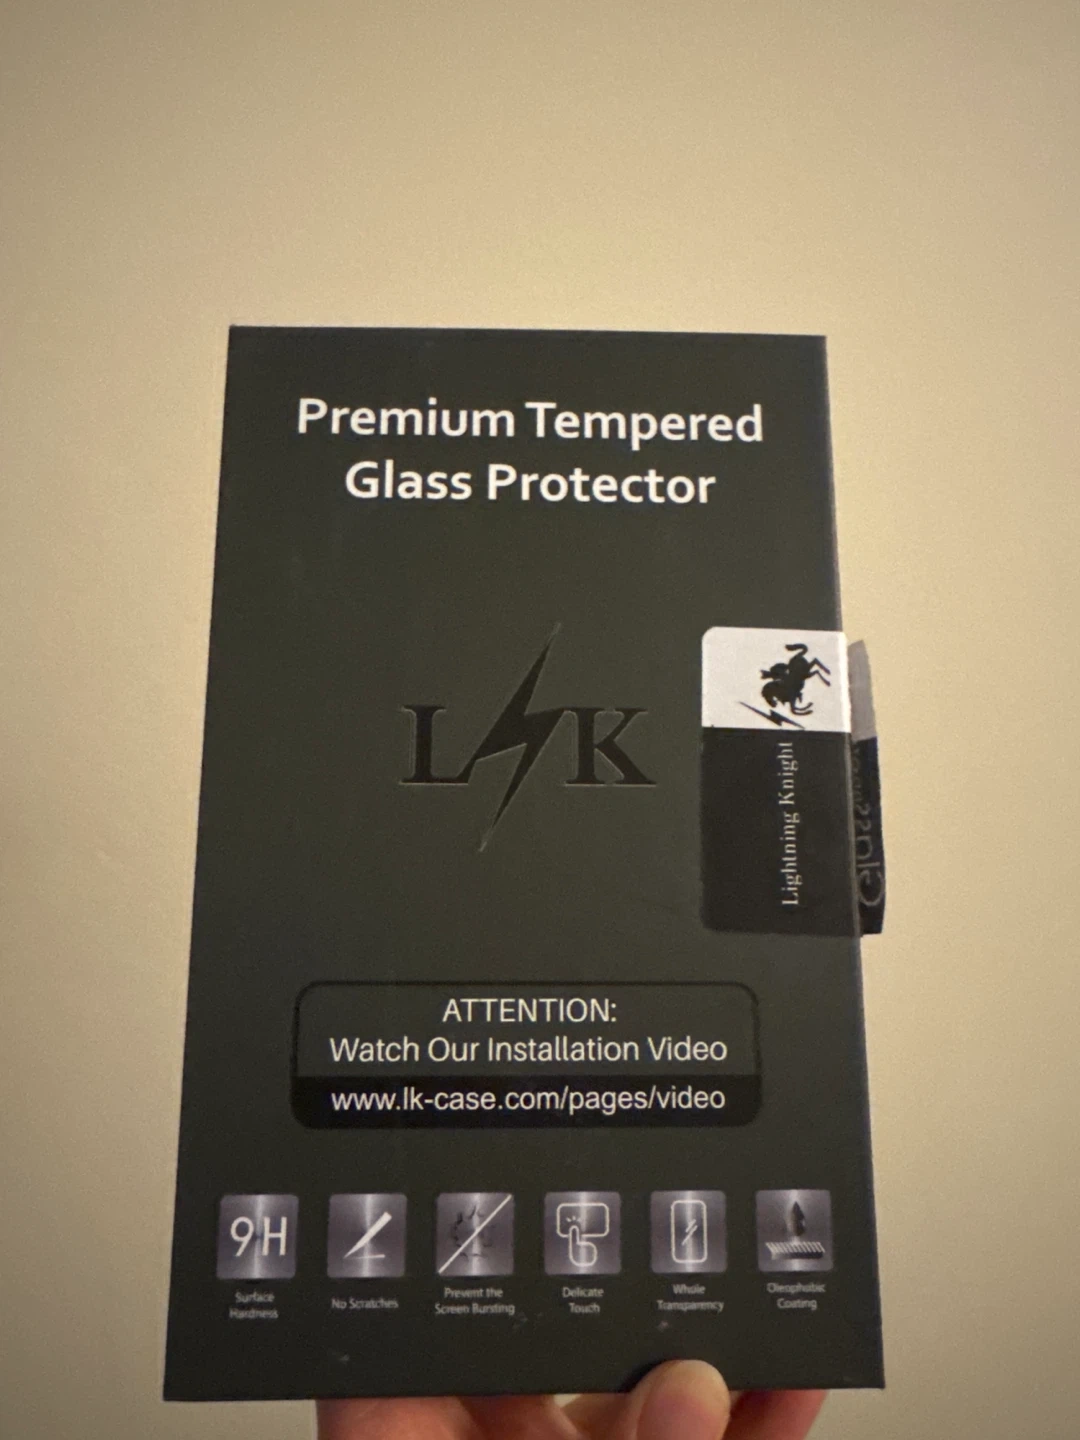 Premium Tempered
Glass Protector
L K
Lightning Knight
ATTENTION:
Watch Our Installation Video
www.lk-case.com/pages/video
9H
Surface
Hardness
No Scratches
Prevent the
Screen Bursting
Delicate
Touch
Whole
Transparency
Oleophobic
Coating